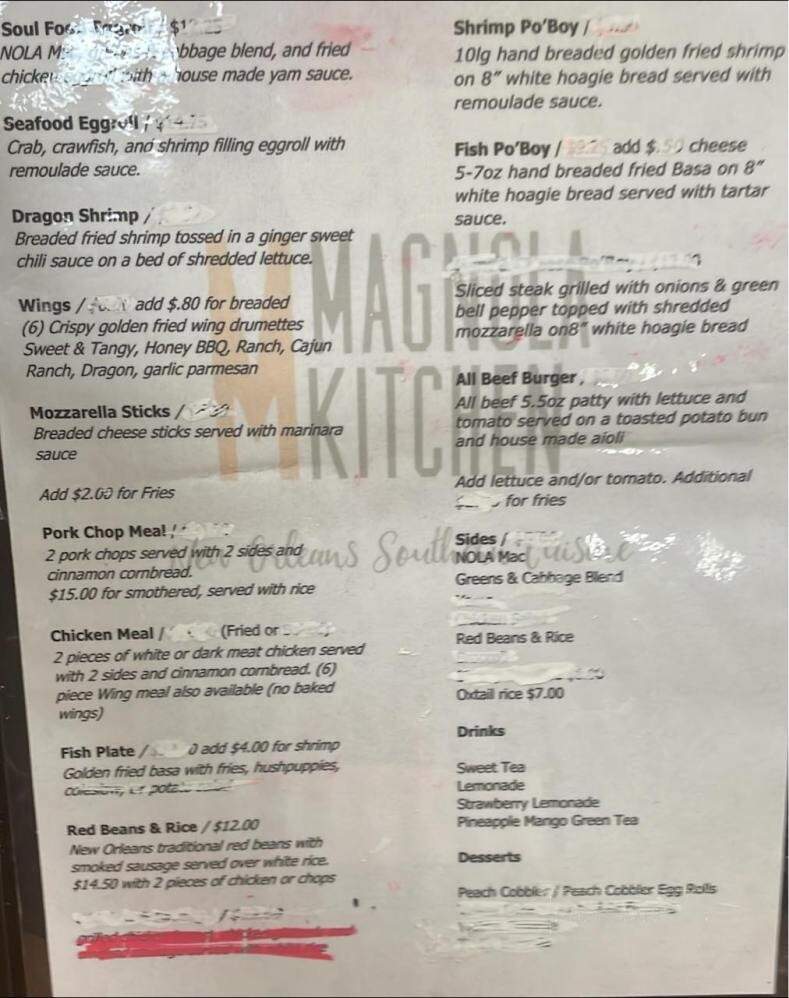 Soul
NOLA
cabbage blend, and fried
house made yam sauce.
Seafood Eggroll /
Crab, crawfish, and shrimp filling eggroll with
remoulade sauce.
Dragon Shrimp /
Breaded fried shrimp tossed in a ginger sweet
chili sauce on a bed of shredded lettuce.
Wings / add $.80 for breaded
(6) Crispy golden fried wing drumettes
Sweet & Tangy, Honey BBQ, Ranch, Cajun
Ranch, Dragon, garlic parmesan
Mozzarella Sticks /
Breaded cheese sticks served with marinara
sauce
Add $2.00 for Fries
Pork Chop Meal /
2 pork chops served with 2 sides and
cinnamon cornbread.
$15.00 for smothered, served with rice
Chicken Meal / (Fried or
2 pieces of white or dark meat chicken served
with 2 sides and cinnamon cornbread. (6)
piece Wing meal also available (no baked
wings)
Fish Plate / add $4.00 for shrimp
Golden fried basa with fries, hushpuppies,
Red Beans & Rice / $12.00
New Orleans traditional red beans with
smoked sausage served over white rice.
$14.50 with 2 pieces of chicken or chops
Shrimp Po'Boy /
10lg hand breaded golden fried shrimp
on 8" white hoagie bread served with
remoulade sauce.
Fish Po'Boy / add $.50 cheese
5-7oz hand breaded fried Basa on 8"
white hoagie bread served with tartar
sauce.
Sliced steak grilled with onions & green
bell pepper topped with shredded
mozzarella on8" white hoagie bread
All Beef Burger
All beef 5.5oz patty with lettuce and
tomato served on a toasted potato bun
and house made aioli
Add lettuce and/or tomato. Additional
for fries
Sides /
NOLA Mac
Greens & Cabbage Blend
Red Beans & Rice
Oxtail rice $7.00
Drinks
Sweet Tea
Lemonade
Strawberry Lemonade
Pineapple Mango Green Tea
Desserts
Peach Cobbler / Peach Cobbler Egg Rolls
MAGNOLIA
KITCHEN
New Orleans Southern Cuisine